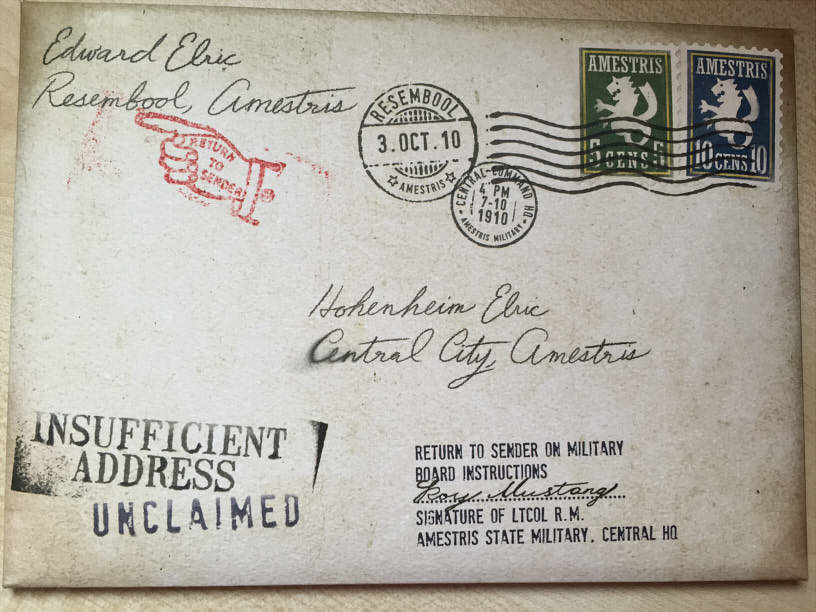 Edward Elric
Resembool, Amestris
RETURN
TO
SENDER
RESEMBOOL
3.OCT.10
AMESTRIS
CENTRAL-COMMAND HQ
4 PM
7-10
1910
AMESTRIS MILITARY
AMESTRIS
5 CENS 5
AMESTRIS
10 CENS 10
Hohenheim Elric
Central City, Amestris
INSUFFICIENT
ADDRESS
UNCLAIMED
RETURN TO SENDER ON MILITARY
BOARD INSTRUCTIONS
Roy Mustang
SIGNATURE OF LTCOL R.M.
AMESTRIS STATE MILITARY, CENTRAL HQ